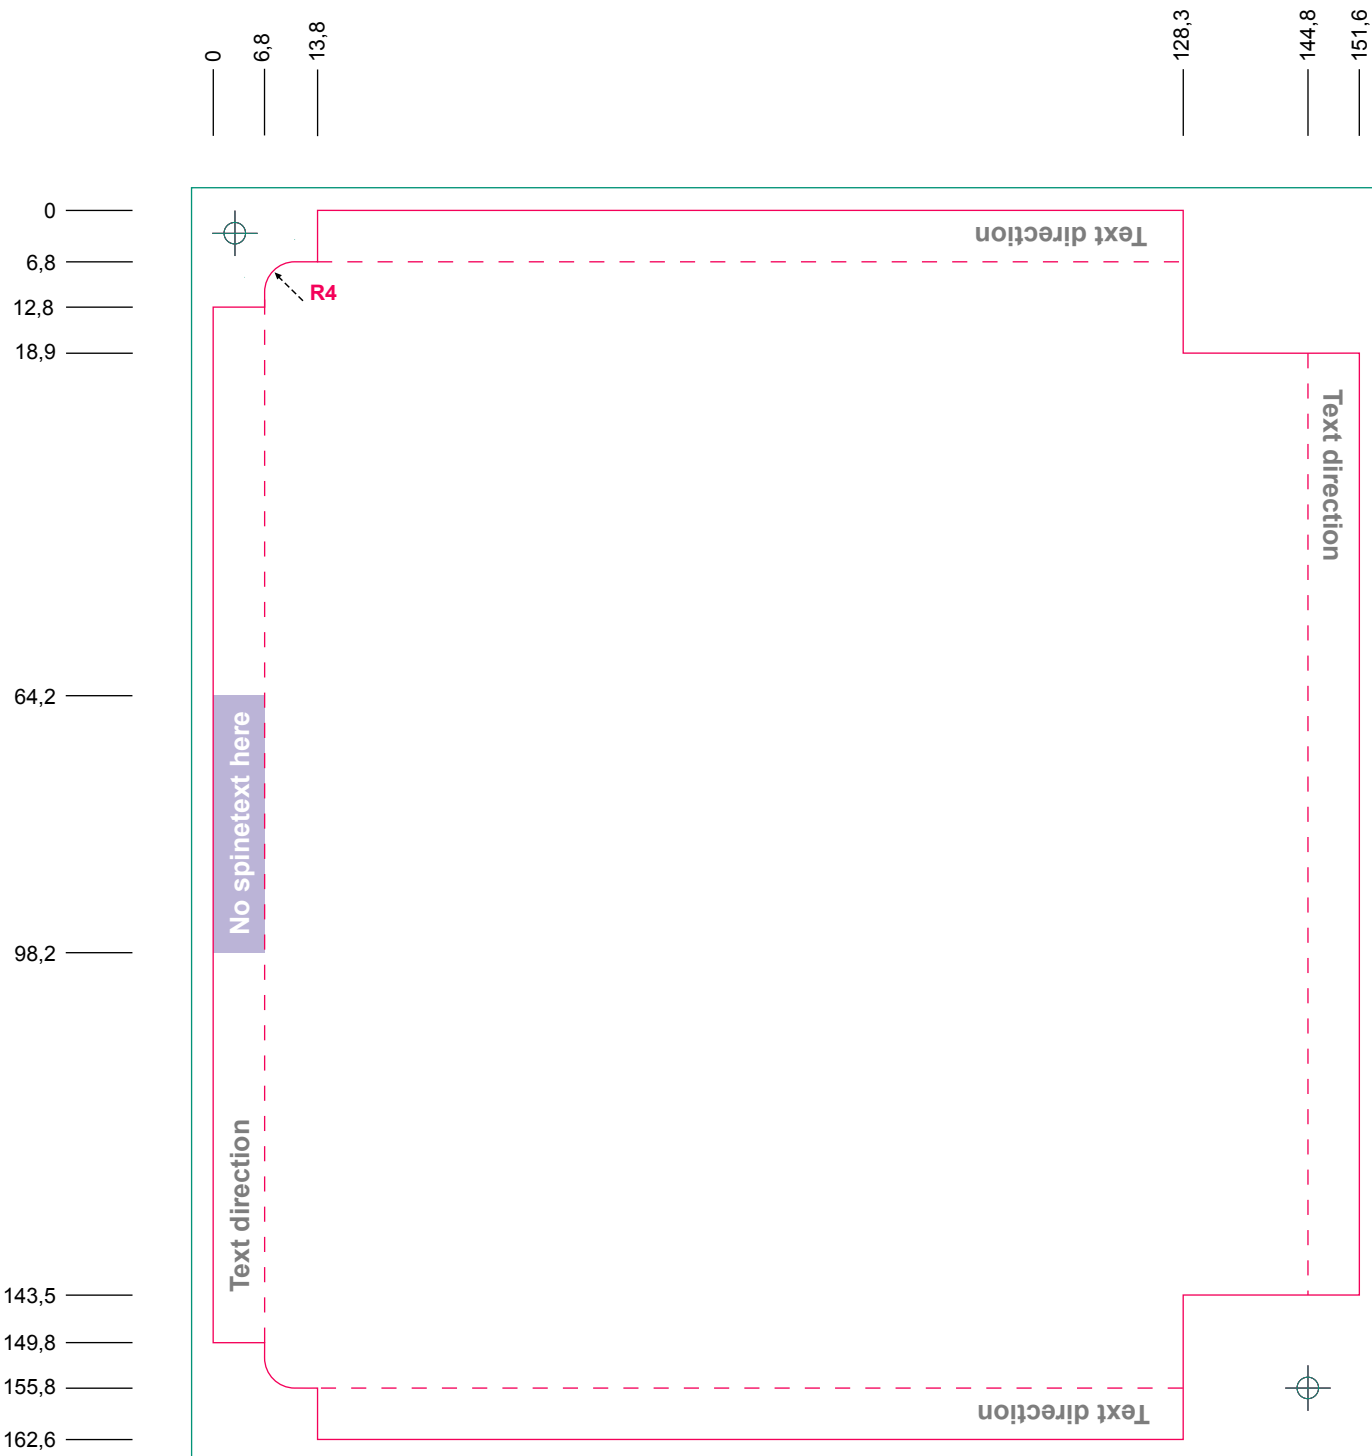 0
6,8
13,8
128,3
144,8
151,6
0
6,8
12,8
18,9
64,2
98,2
143,5
149,8
155,8
162,6
Text direction
R4
Text direction
No spinetext here
Text direction
Text direction